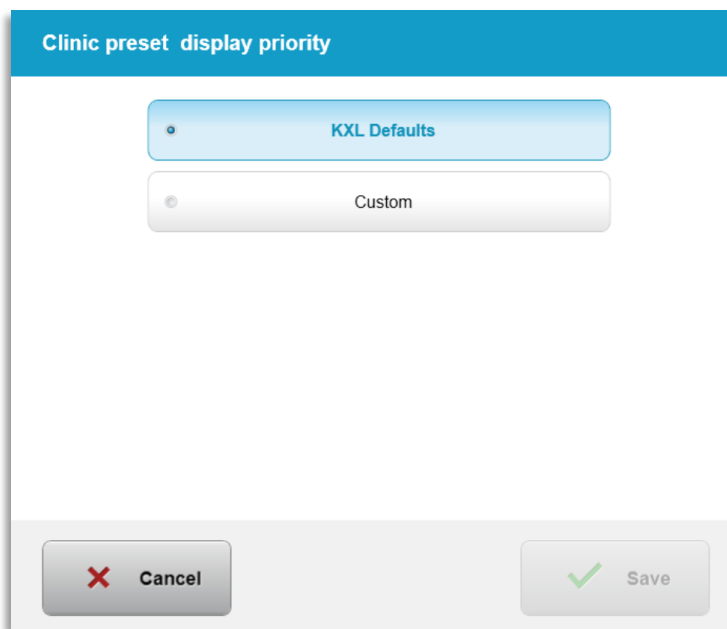 Clinic preset display priority
KXL Defaults
Custom
Cancel
Save